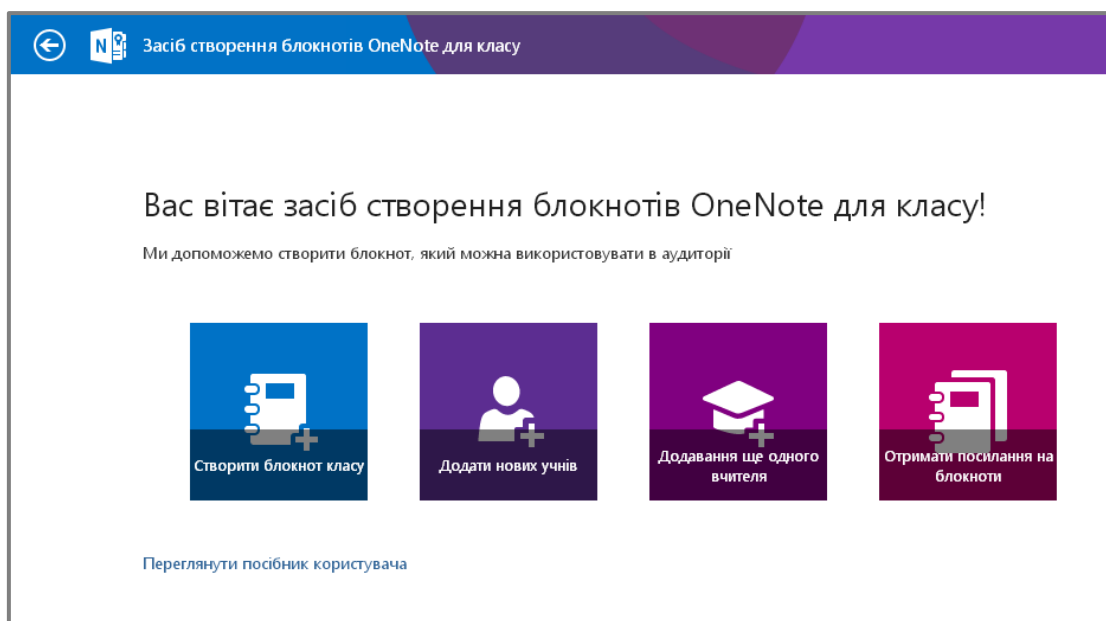 Засіб створення блокнотів OneNote для класу
Вас вітає засіб створення блокнотів OneNote для класу!
Ми допоможемо створити блокнот, який можна використовувати в аудиторії
Створити блокнот класу
Додати нових учнів
Додавання ще одного
вчителя
Отримати посилання на
блокноти
Переглянути посібник користувача